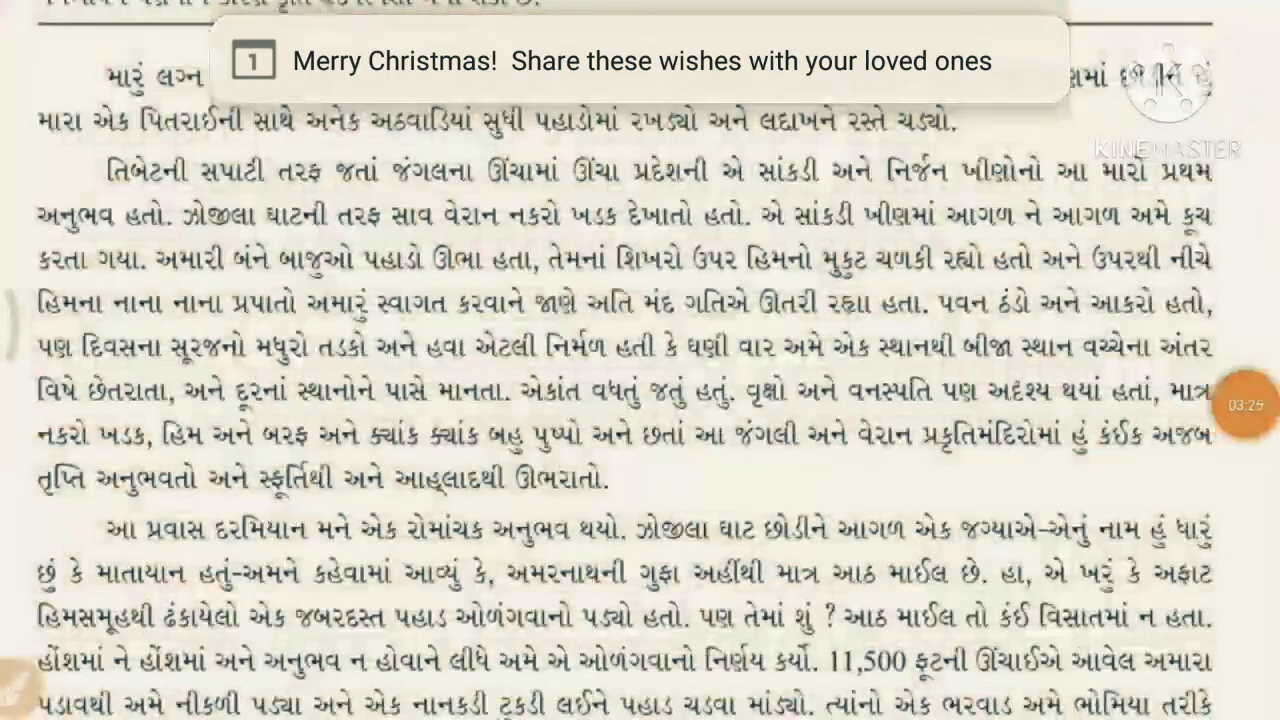 મારું લગ્ન
1 Merry Christmas! Share these wishes with your loved ones
KINEMASTER
મારા એક પિતરાઈની સાથે અનેક અઠવાડિયાં સુધી પહાડોમાં રખડ્યો અને લદાખને રસ્તે ચડ્યો.
તિબેટની સપાટી તરફ જતાં જંગલના ઊંચામાં ઊંચા પ્રદેશની એ સાંકડી અને નિર્જન ખીણોનો આ મારો પ્રથમ
અનુભવ હતો. ઝોજીલા ઘાટની તરફ સાવ વેરાન નકરો ખડક દેખાતો હતો. એ સાંકડી ખીણમાં આગળ ને આગળ અમે કૂચ
કરતા ગયા. અમારી બંને બાજુઓ પહાડો ઊભા હતા, તેમનાં શિખરો ઉપર હિમનો મુકુટ ચળકી રહ્યો હતો અને ઉપરથી નીચે
હિમના નાના નાના પ્રપાતો અમારું સ્વાગત કરવાને જાણે અતિ મંદ ગતિએ ઊતરી રહ્યા હતા. પવન ઠંડો અને આકરો હતો,
પણ દિવસના સૂરજનો મધુરો તડકો અને હવા એટલી નિર્મળ હતી કે ઘણી વાર અમે એક સ્થાનથી બીજા સ્થાન વચ્ચેના અંતર
વિષે છેતરાતા, અને દૂરનાં સ્થાનોને પાસે માનતા. એકાંત વધતું જતું હતું. વૃક્ષો અને વનસ્પતિ પણ અદૃશ્ય થયાં હતાં, માત્ર
03:25
નકરો ખડક, હિમ અને બરફ અને ક્યાંક ક્યાંક બહુ પુષ્પો અને છતાં આ જંગલી અને વેરાન પ્રકૃતિમંદિરોમાં હું કંઈક અજબ
તૃપ્તિ અનુભવતો અને સ્ફૂર્તિથી અને આહ્લાદથી ઊભરાતો.
આ પ્રવાસ દરમિયાન મને એક રોમાંચક અનુભવ થયો. ઝોજીલા ઘાટ છોડીને આગળ એક જગ્યાએ–એનું નામ હું ધારું
છું કે માતાયાન હતું–અમને કહેવામાં આવ્યું કે, અમરનાથની ગુફા અહીંથી માત્ર આઠ માઈલ છે. હા, એ ખરું કે અફાટ
હિમસમૂહથી ઢંકાયેલો એક જબરદસ્ત પહાડ ઓળંગવાનો પડ્યો હતો. પણ તેમાં શું ? આઠ માઈલ તો કંઈ વિસાતમાં ન હતા.
હોંશમાં ને હોંશમાં અને અનુભવ ન હોવાને લીધે અમે એ ઓળંગવાનો નિર્ણય કર્યો. 11,500 ફૂટની ઊંચાઈએ આવેલ અમારા
પડાવથી અમે નીકળી પડ્યા અને એક નાનકડી ટુકડી લઈને પહાડ ચડવા માંડ્યો. ત્યાંનો એક ભરવાડ અમે ભોમિયા તરીકે